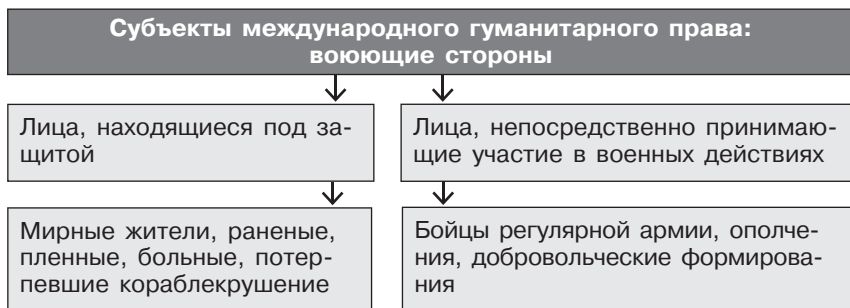 Субъекты международного гуманитарного права:
воюющие стороны
Лица, находящиеся под за-
щитой
Лица, непосредственно принимаю-
щие участие в военных действиях
Мирные жители, раненые,
пленные, больные, потер-
певшие кораблекрушение
Бойцы регулярной армии, ополче-
ния, добровольческие формирова-
ния